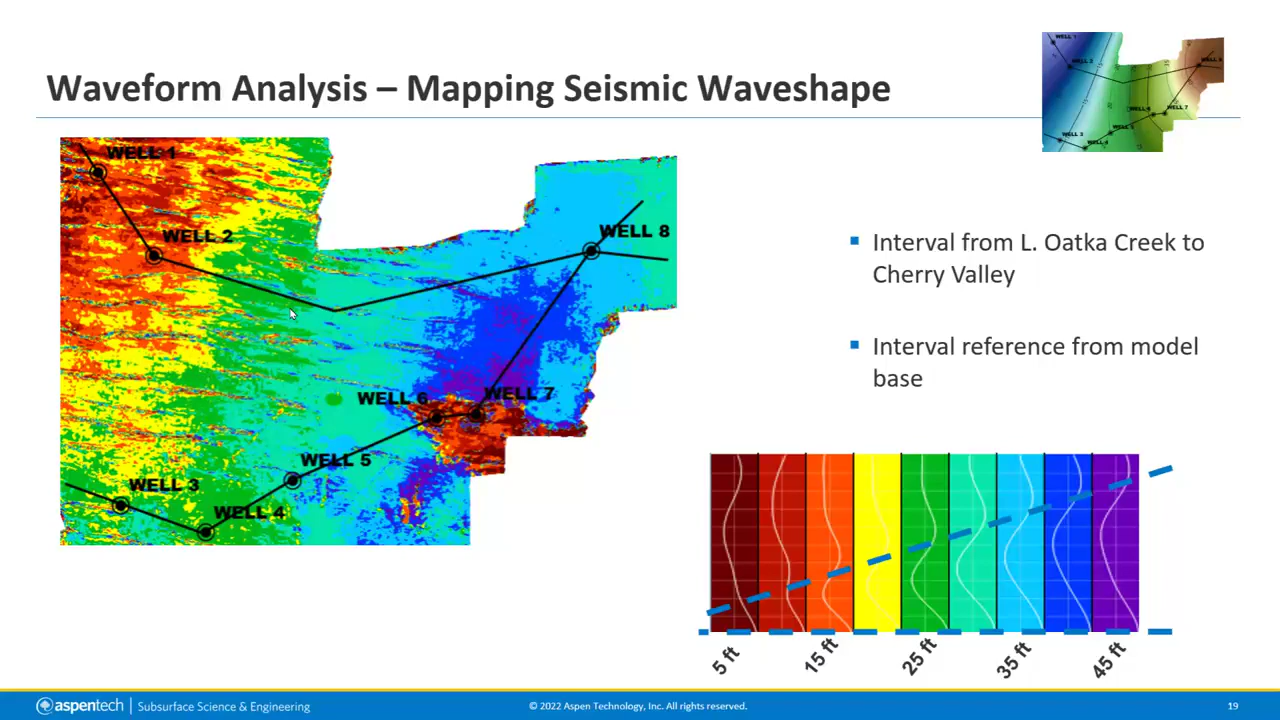 Waveform Analysis – Mapping Seismic Waveshape
WELL 1
WELL 2
WELL 8
WELL 6
WELL 7
WELL 5
WELL 3
WELL 4
Interval from L. Oatka Creek to
Cherry Valley
Interval reference from model
base
5 ft
15 ft
25 ft
35 ft
45 ft
aspentech | Subsurface Science & Engineering
© 2022 Aspen Technology, Inc. All rights reserved.
19